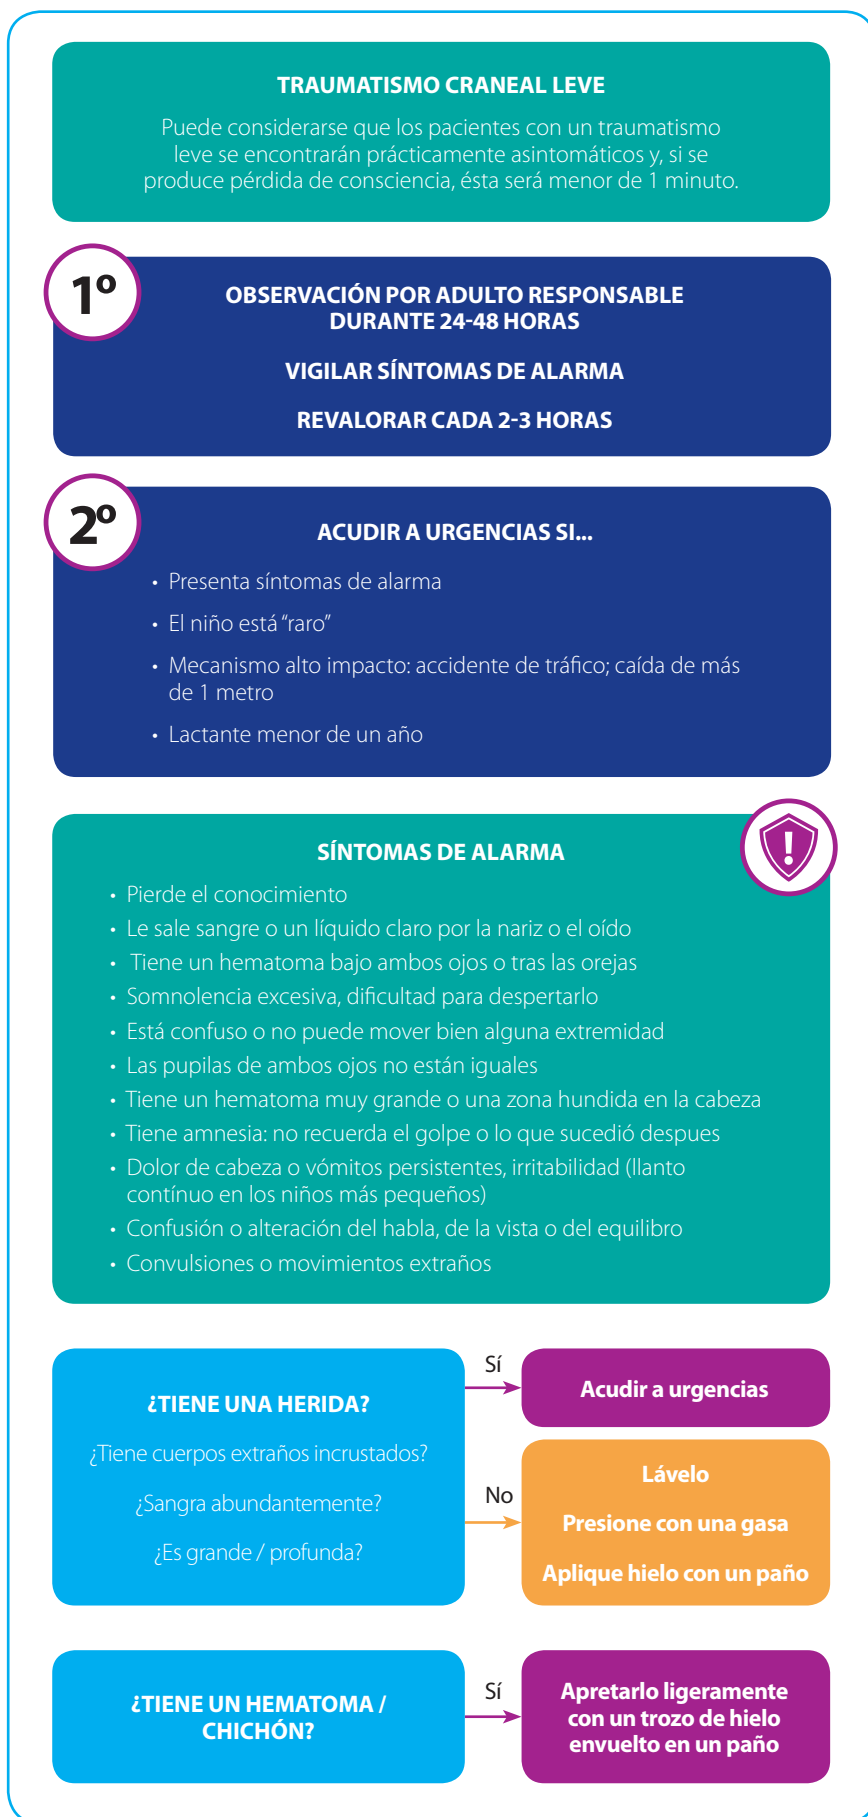 TRAUMATISMO CRANEAL LEVE
Puede considerarse que los pacientes con un traumatismo
leve se encontrarán prácticamente asintomáticos y, si se
produce pérdida de consciencia, ésta será menor de 1 minuto.
1º
OBSERVACIÓN POR ADULTO RESPONSABLE
DURANTE 24-48 HORAS
VIGILAR SÍNTOMAS DE ALARMA
REVALORAR CADA 2-3 HORAS
2º
ACUDIR A URGENCIAS SI...
• Presenta síntomas de alarma
• El niño está “raro”
• Mecanismo alto impacto: accidente de tráfico; caída de más
de 1 metro
• Lactante menor de un año
SÍNTOMAS DE ALARMA
!
• Pierde el conocimiento
• Le sale sangre o un líquido claro por la nariz o el oído
• Tiene un hematoma bajo ambos ojos o tras las orejas
• Somnolencia excesiva, dificultad para despertarlo
• Está confuso o no puede mover bien alguna extremidad
• Las pupilas de ambos ojos no están iguales
• Tiene un hematoma muy grande o una zona hundida en la cabeza
• Tiene amnesia: no recuerda el golpe o lo que sucedió despues
• Dolor de cabeza o vómitos persistentes, irritabilidad (llanto
contínuo en los niños más pequeños)
• Confusión o alteración del habla, de la vista o del equilibro
• Convulsiones o movimientos extraños
¿TIENE UNA HERIDA?
¿Tiene cuerpos extraños incrustados?
¿Sangra abundantemente?
¿Es grande / profunda?
Sí
Acudir a urgencias
No
Lávelo
Presione con una gasa
Aplique hielo con un paño
¿TIENE UN HEMATOMA /
CHICHÓN?
Sí
Apretarlo ligeramente
con un trozo de hielo
envuelto en un paño